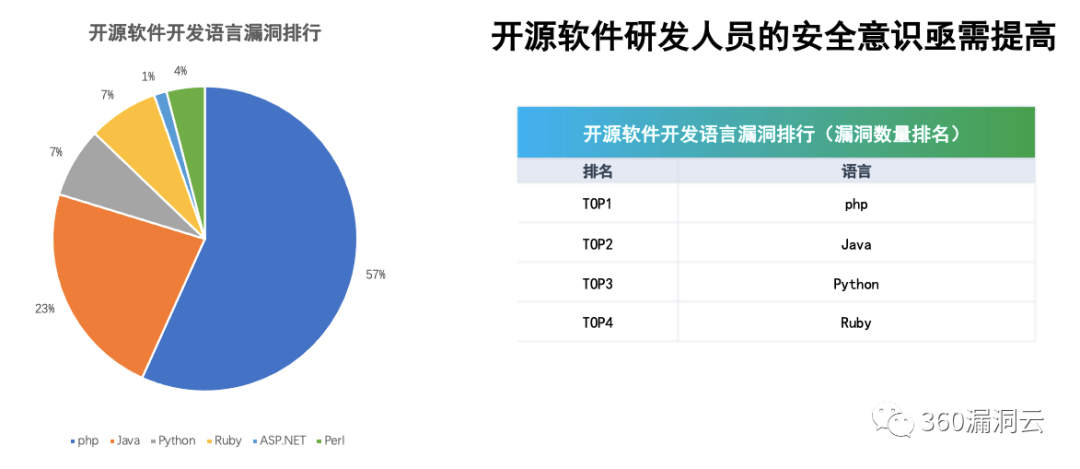 开源软件开发语言漏洞排行
1%
4%
7%
7%
57%
23%
php Java Python Ruby ASP.NET Perl
开源软件研发人员的安全意识亟需提高
开源软件开发语言漏洞排行（漏洞数量排名）
排名 语言
TOP1 php
TOP2 Java
TOP3 Python
TOP4 Ruby
360漏洞云